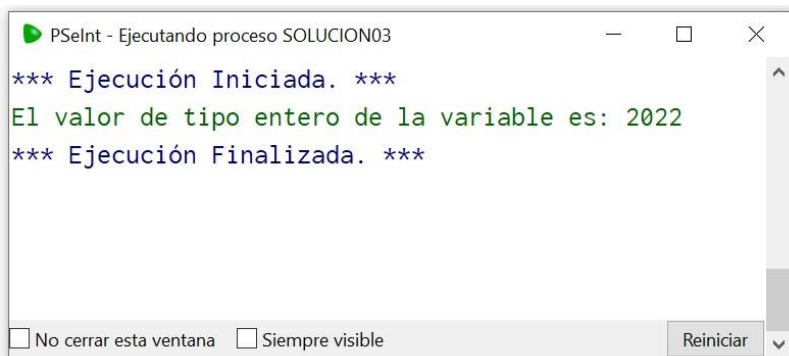 PSeInt - Ejecutando proceso SOLUCION03
*** Ejecución Iniciada. ***
El valor de tipo entero de la variable es: 2022
*** Ejecución Finalizada. ***
No cerrar esta ventana Siempre visible Reiniciar